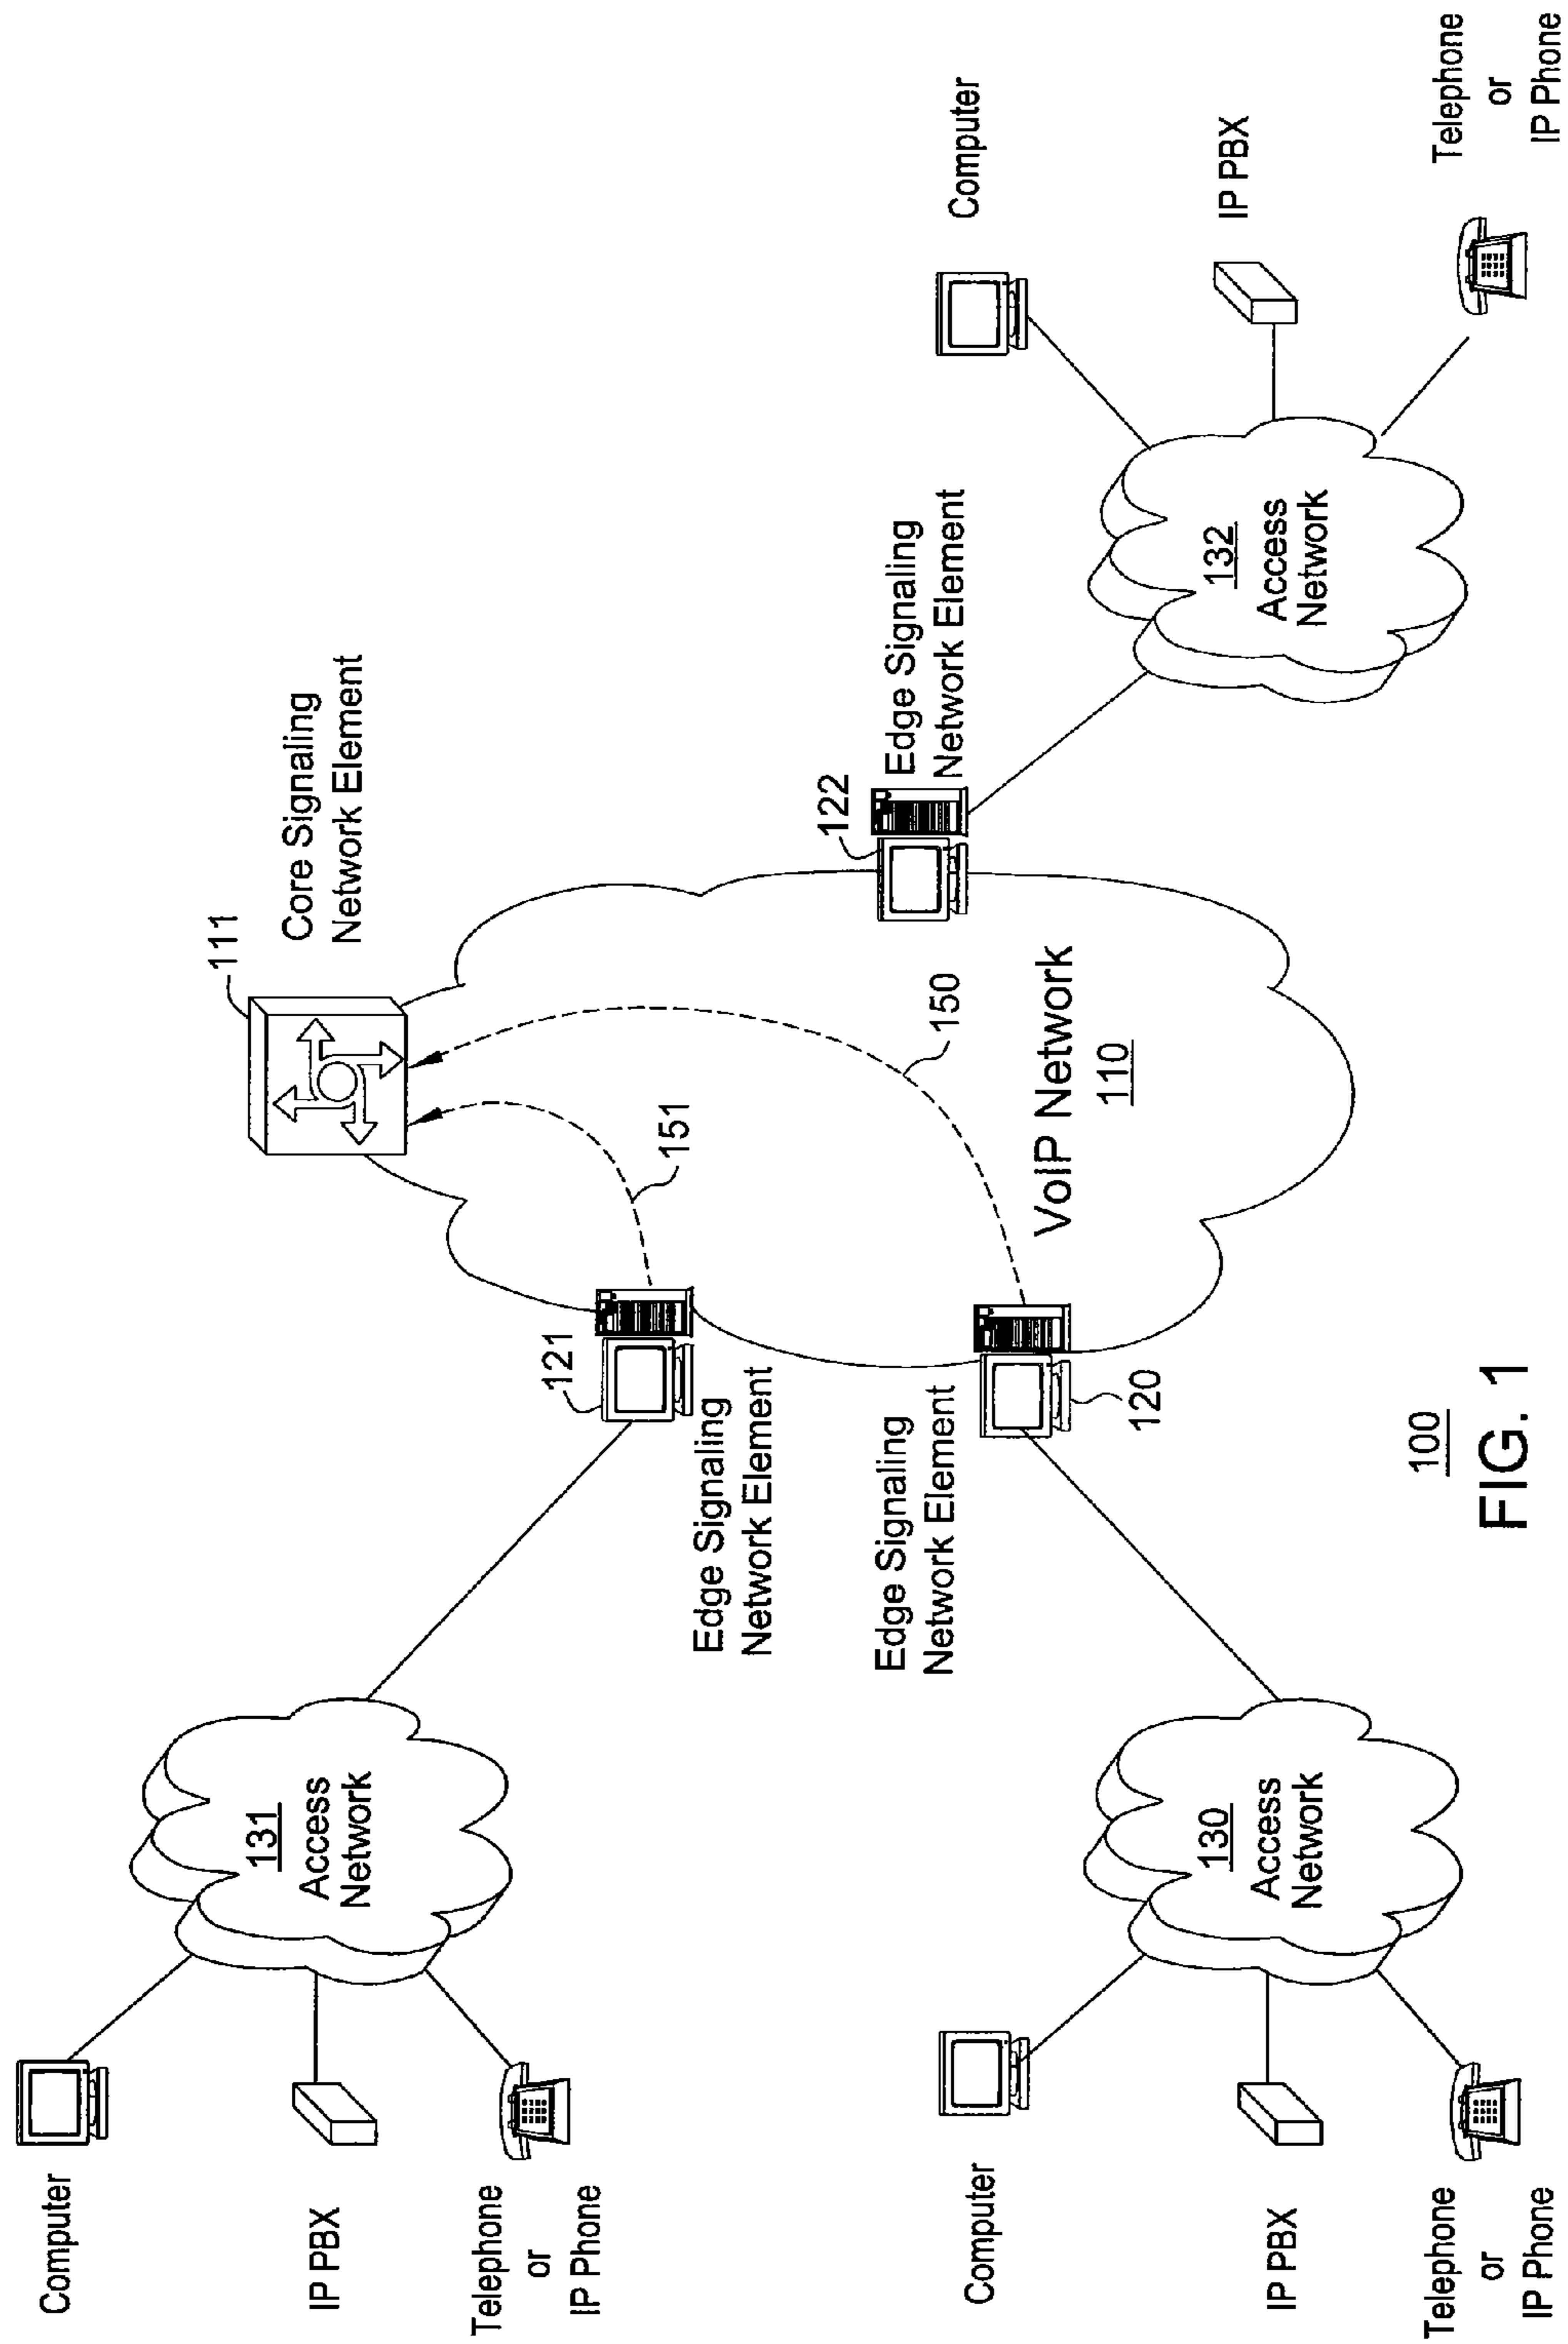 Computer
IP PBX
Telephone
or
IP Phone
131
Access
Network
Edge Signaling
Network Element
121
151
111
Core Signaling
Network Element
Computer
IP PBX
Telephone
or
IP Phone
130
Access
Network
Edge Signaling
Network Element
120
150
VoIP Network
110
122
Edge Signaling
Network Element
132
Access
Network
Computer
IP PBX
Telephone
or
IP Phone
100
FIG. 1